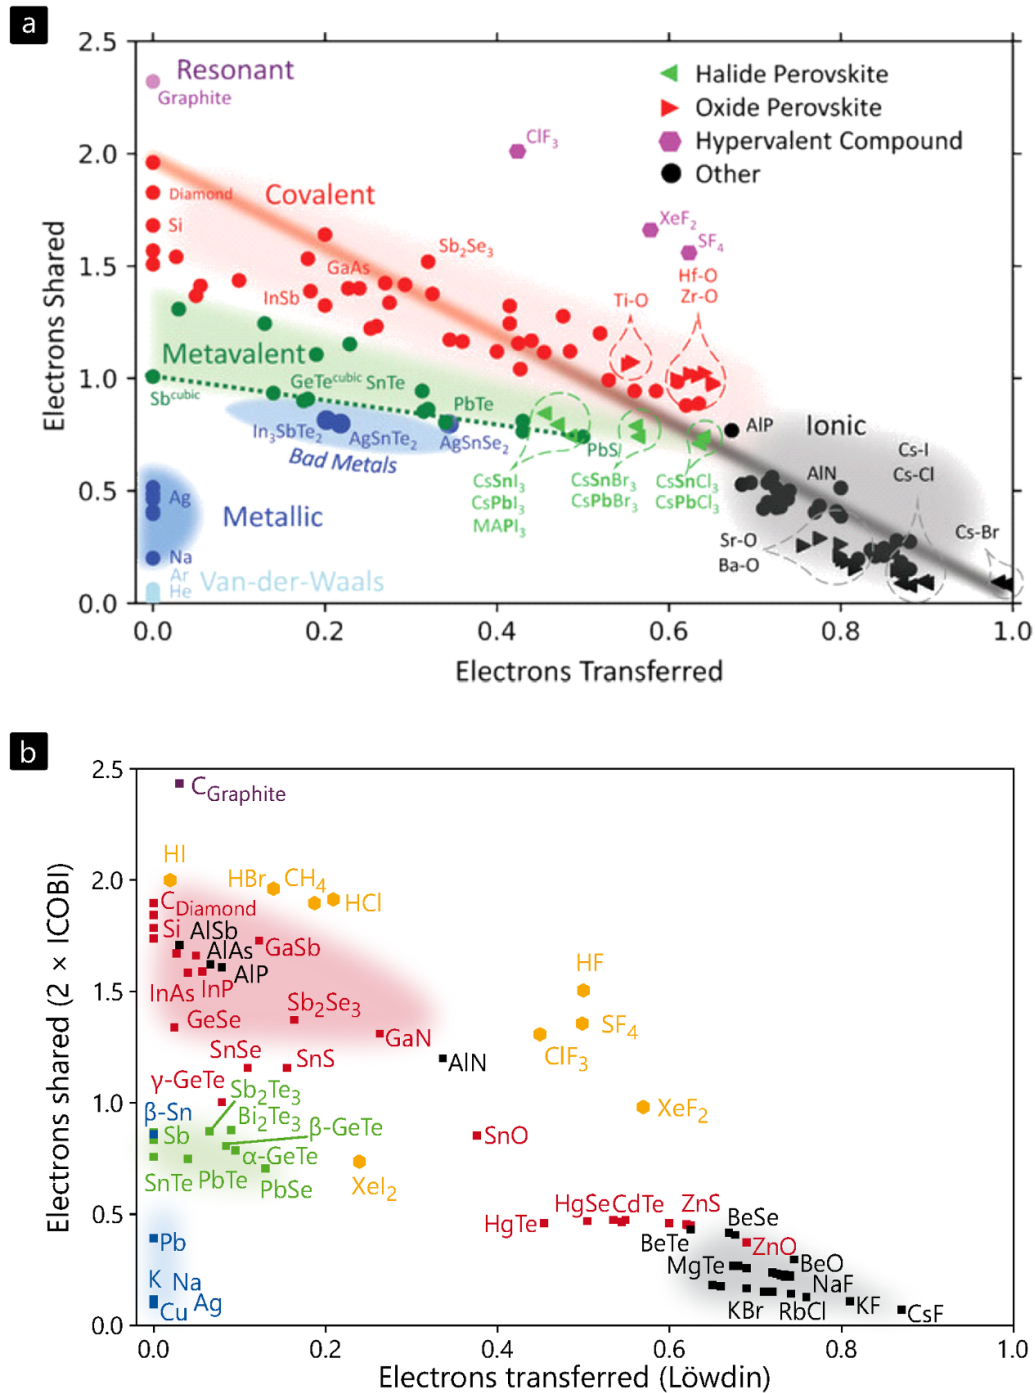 a
2.5
2.0
1.5
1.0
0.5
0.0
Electrons Shared
Resonant
Graphite
ClF3
Halide Perovskite
Oxide Perovskite
Hypervalent Compound
Other
XeF2
SF4
Hf-O
Zr-O
Ti-O
Covalent
Diamond
Si
Sb2Se3
GaAs
InSb
Metavalent
GeTe^cubic SnTe
Sb^cubic
PbTe
In3SbTe2
AgSnTe2
AgSnSe2
Bad Metals
PbS
CsSnI3
CsPbI3
MAPI3
CsSnBr3
CsPbBr3
CsSnCl3
CsPbCl3
AlP
Ionic
AlN
Cs-I
Cs-Cl
Cs-Br
Sr-O
Ba-O
Metallic
Ag
Na
Ar
He
Van-der-Waals
0.0 0.2 0.4 0.6 0.8 1.0
Electrons Transferred
b
2.5
2.0
1.5
1.0
0.5
0.0
Electrons shared (2 × ICOBI)
CGraphite
HI
HBr
CH4
HCl
CDiamond
Si
AlSb
AlAs
AlP
GaSb
InAs
InP
GeSe
Sb2Se3
GaN
AlN
HF
SF4
ClF3
XeF2
SnSe
SnS
γ-GeTe
Sb2Te3
β-Sn
Bi2Te3
β-GeTe
Sb
α-GeTe
SnTe
PbTe
PbSe
XeI2
SnO
HgTe
HgSe
CdTe
ZnS
BeTe
BeSe
ZnO
MgTe
BeO
NaF
KBr
RbCl
KF
CsF
Pb
K
Na
Cu
Ag
0.0 0.2 0.4 0.6 0.8 1.0
Electrons transferred (Löwdin)